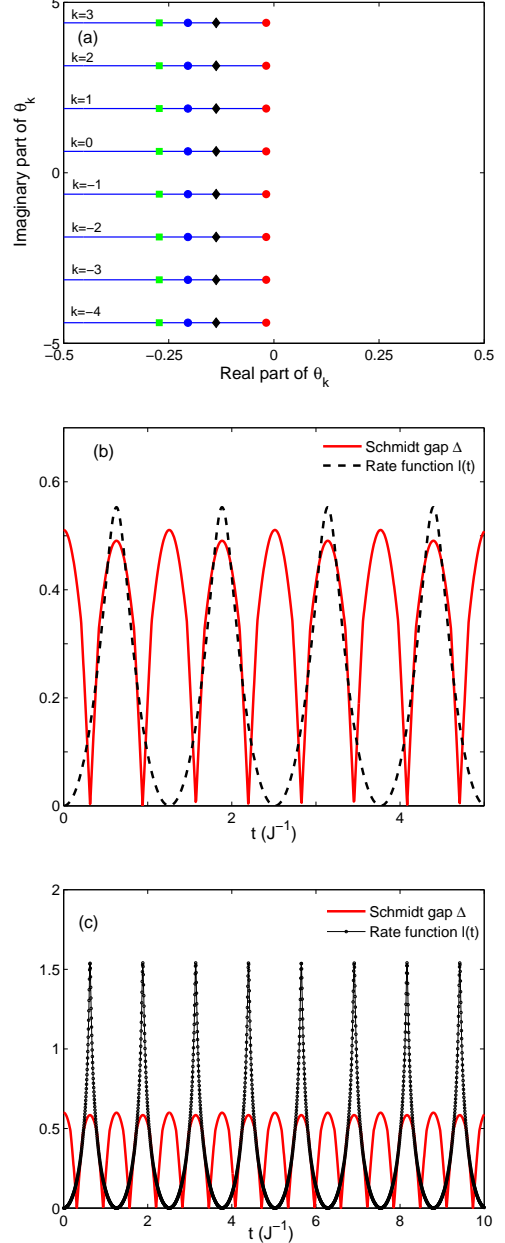 (a)
k=3
k=2
k=1
k=0
k=−1
k=−2
k=−3
k=−4
5
0
−5
Imaginary part of θ_k
−0.5 −0.25 0 0.25 0.5
Real part of θ_k
(b)
Schmidt gap Δ
Rate function l(t)
0.6
0.4
0.2
0
0 2 4
t (J⁻¹)
(c)
Schmidt gap Δ
Rate function l(t)
2
1.5
1
0.5
0
0 2 4 6 8 10
t (J⁻¹)